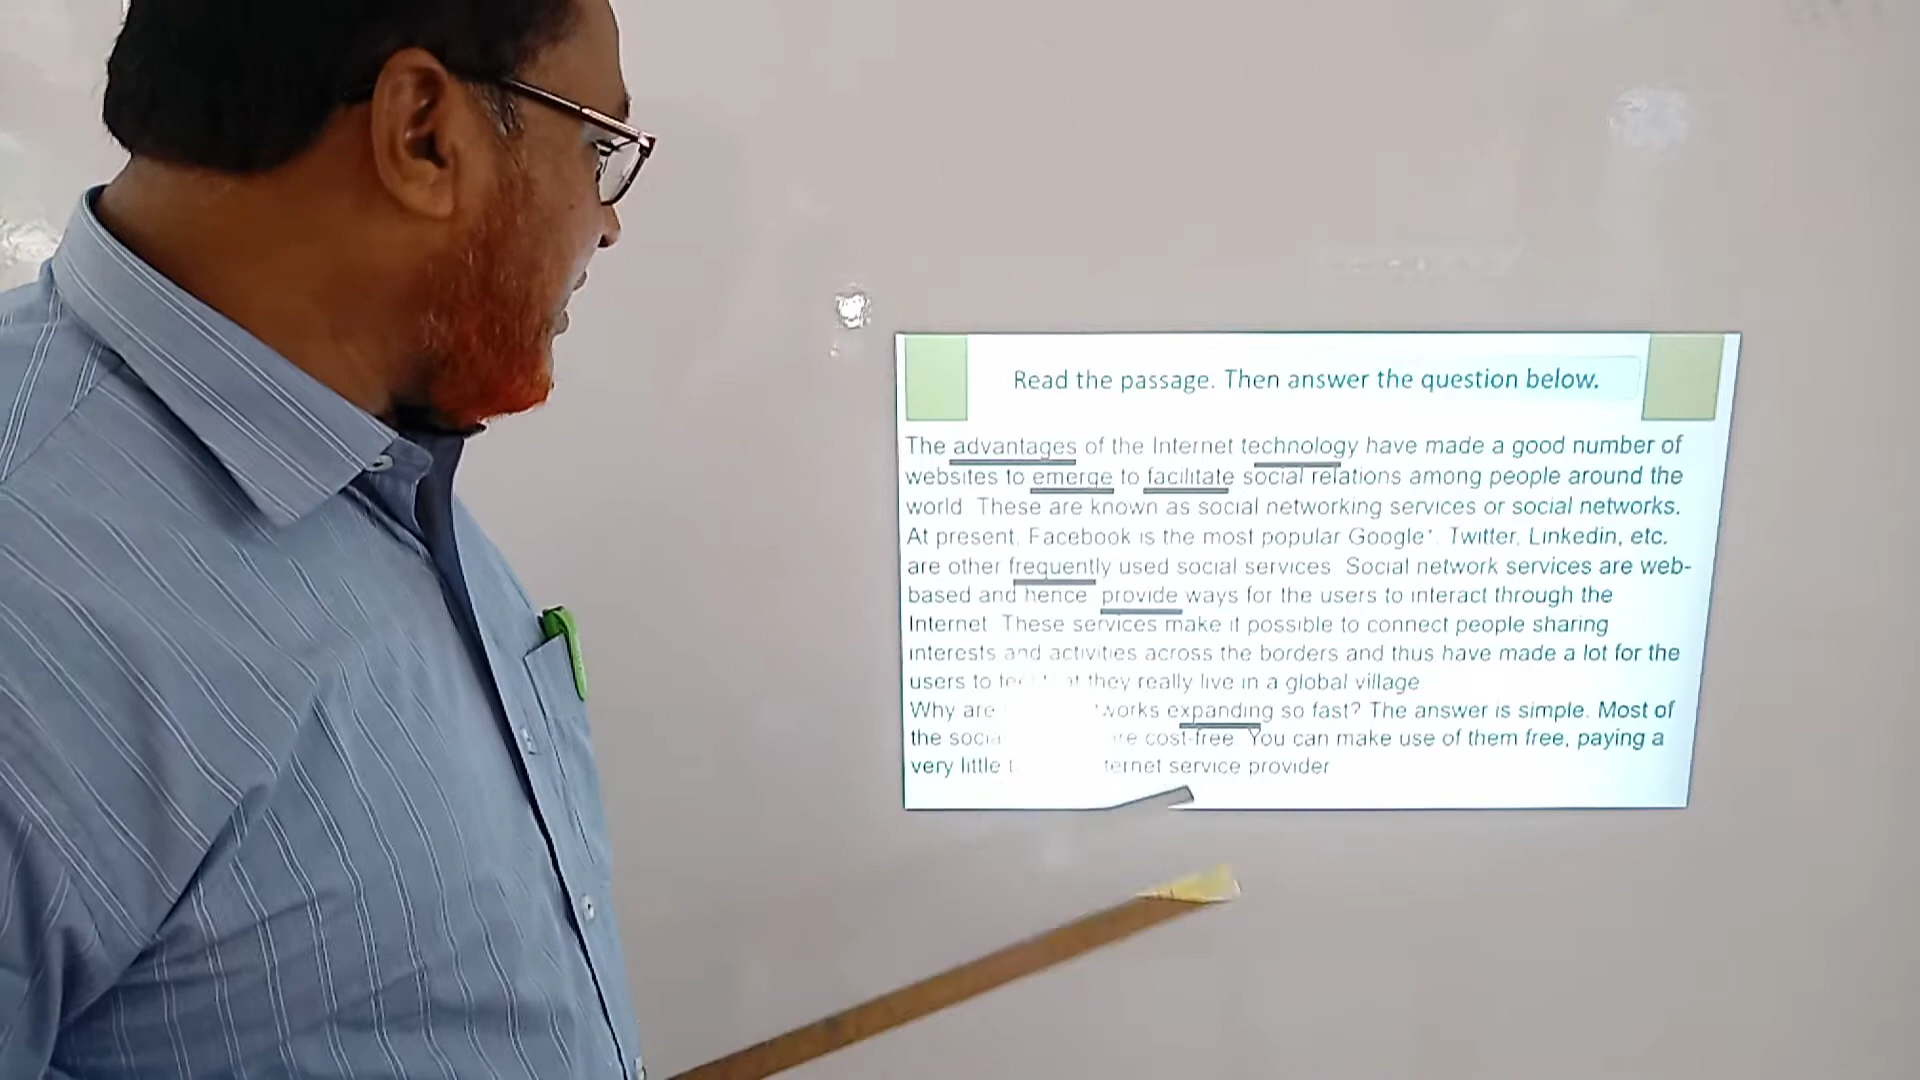 Read the passage. Then answer the question below.
The advantages of the Internet technology have made a good number of
websites to emerge to facilitate social relations among people around the
world. These are known as social networking services or social networks.
At present, Facebook is the most popular Google+. Twitter, Linkedin, etc.
are other frequently used social services. Social network services are web-
based and hence provide ways for the users to interact through the
Internet. These services make it possible to connect people sharing
interests and activities across the borders and thus have made a lot for the
users to they really live in a global village
Why are expanding so fast? The answer is simple. Most of
the cost-free. You can make use of them free, paying a
very little service provider